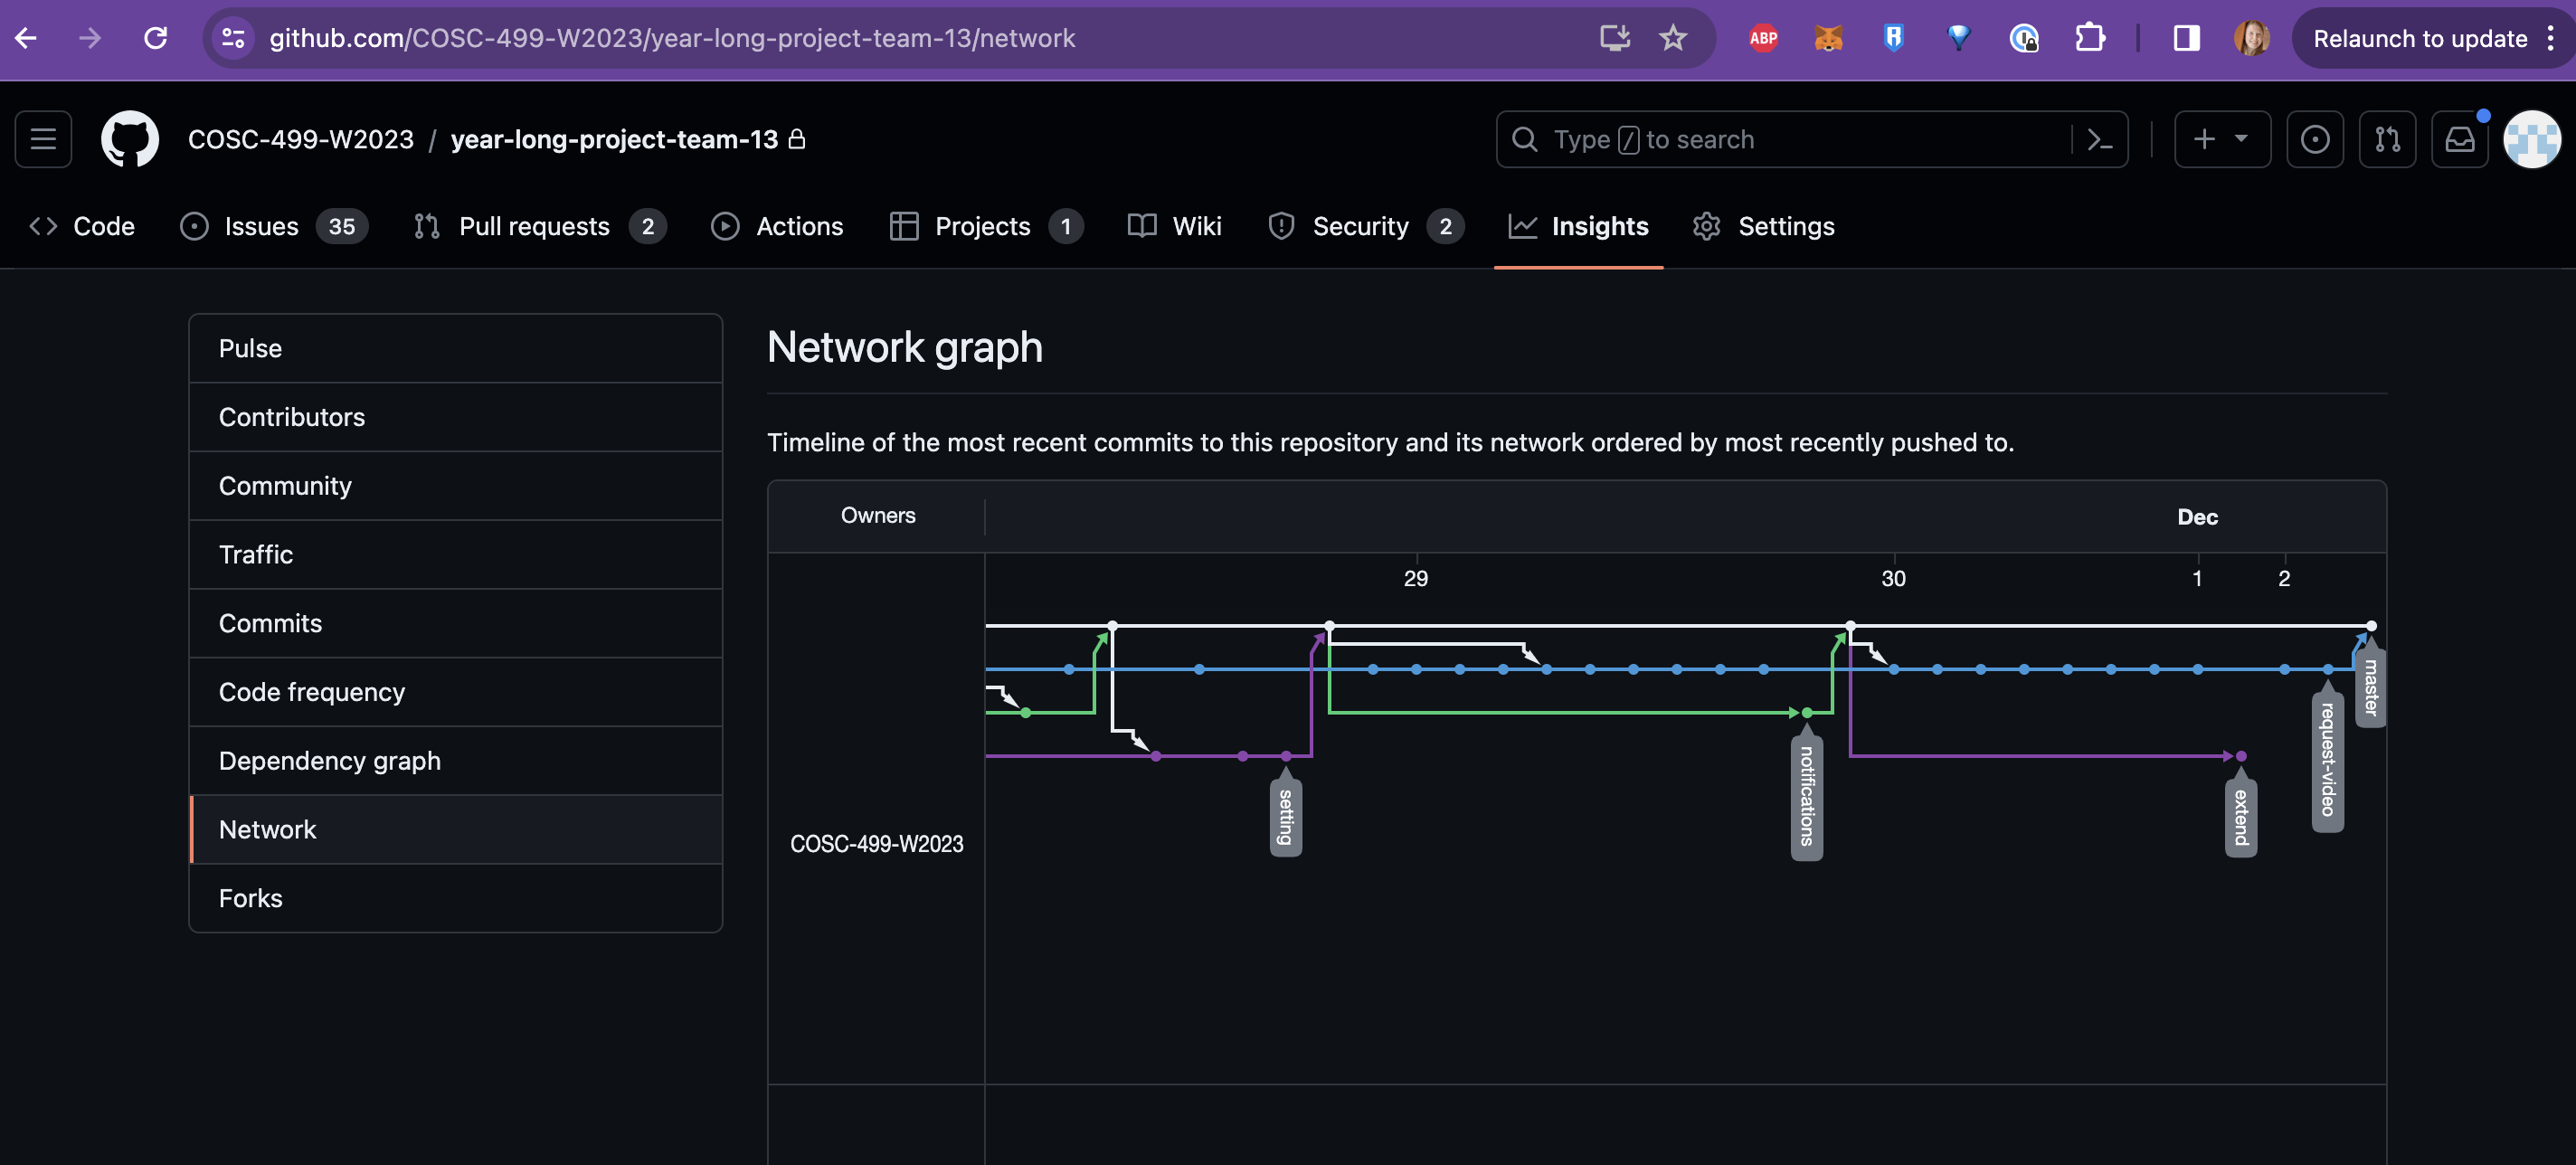 github.com/COSC-499-W2023/year-long-project-team-13/network
ABP
Relaunch to update
COSC-499-W2023 / year-long-project-team-13
Type / to search
Code
Issues 35
Pull requests 2
Actions
Projects 1
Wiki
Security 2
Insights
Settings
Pulse
Contributors
Community
Traffic
Commits
Code frequency
Dependency graph
Network
Forks
Network graph
Timeline of the most recent commits to this repository and its network ordered by most recently pushed to.
Owners
Dec
29
30
1
2
COSC-499-W2023
setting
notifications
extend
request-video
master